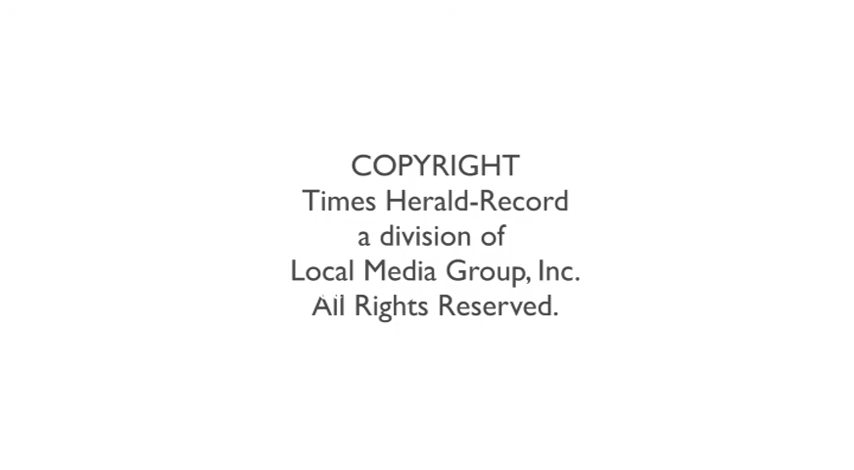 COPYRIGHT
Times Herald-Record
a division of
Local Media Group, Inc.
All Rights Reserved.